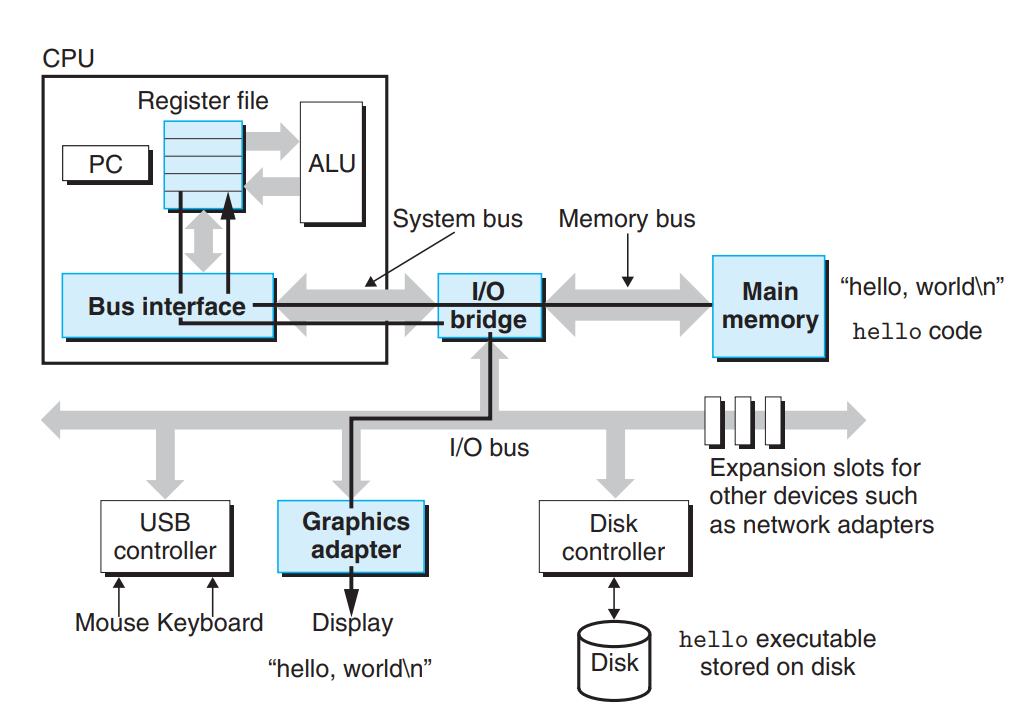 CPU
Register file
PC
ALU
System bus
Memory bus
Bus interface
I/O
bridge
Main
memory
“hello, world\n”
hello code
I/O bus
Expansion slots for
other devices such
as network adapters
USB
controller
Graphics
adapter
Disk
controller
Mouse Keyboard
Display
“hello, world\n”
Disk
hello executable
stored on disk